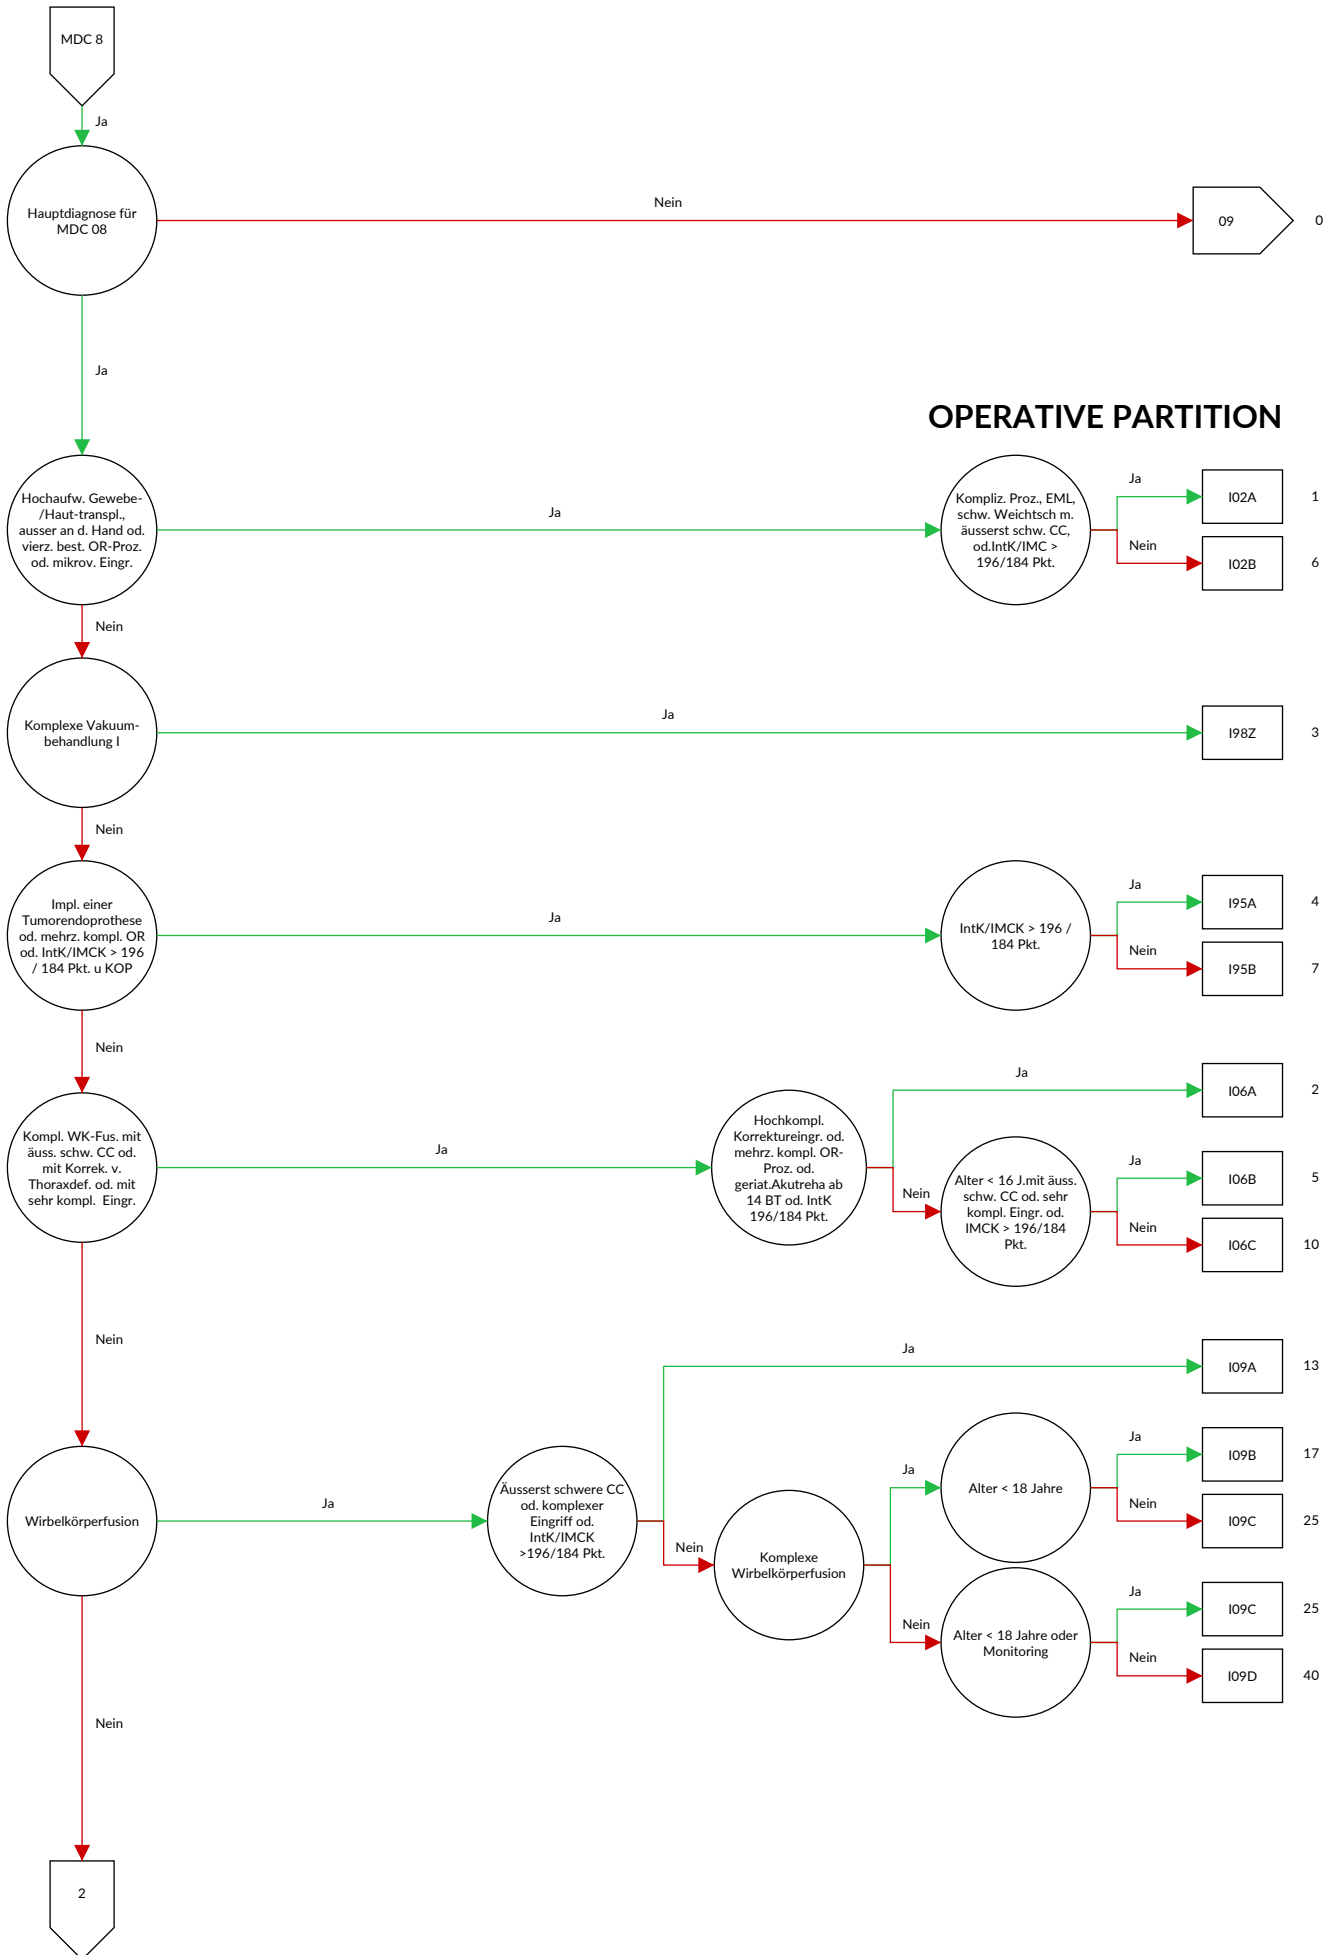 MDC 8
Ja
Hauptdiagnose für
MDC 08
Nein
09
0
Ja
OPERATIVE PARTITION
Hochaufw. Gewebe-
/Haut-transpl.,
ausser an d. Hand od.
vierz. best. OR-Proz.
od. mikrov. Eingr.
Ja
Kompliz. Proz., EML,
schw. Weichtsch m.
äusserst schw. CC,
od.IntK/IMC >
196/184 Pkt.
Ja
I02A
1
Nein
I02B
6
Nein
Komplexe Vakuum-
behandlung I
Ja
I98Z
3
Nein
Impl. einer
Tumorendoprothese
od. mehrz. kompl. OR
od. IntK/IMCK > 196
/ 184 Pkt. u KOP
Ja
IntK/IMCK > 196 /
184 Pkt.
Ja
I95A
4
Nein
I95B
7
Nein
Kompl. WK-Fus. mit
äuss. schw. CC od.
mit Korrek. v.
Thoraxdef. od. mit
sehr kompl. Eingr.
Ja
Hochkompl.
Korrektureingr. od.
mehrz. kompl. OR-
Proz. od.
geriat.Akutreha ab
14 BT od. IntK
196/184 Pkt.
Ja
I06A
2
Nein
Alter < 16 J.mit äuss.
schw. CC od. sehr
kompl. Eingr. od.
IMCK > 196/184
Pkt.
Ja
I06B
5
Nein
I06C
10
Nein
Wirbelkörperfusion
Ja
Äusserst schwere CC
od. komplexer
Eingriff od.
IntK/IMCK
>196/184 Pkt.
Ja
I09A
13
Nein
Komplexe
Wirbelkörperfusion
Ja
Alter < 18 Jahre
Ja
I09B
17
Nein
I09C
25
Nein
Alter < 18 Jahre oder
Monitoring
Ja
I09C
25
Nein
I09D
40
Nein
2